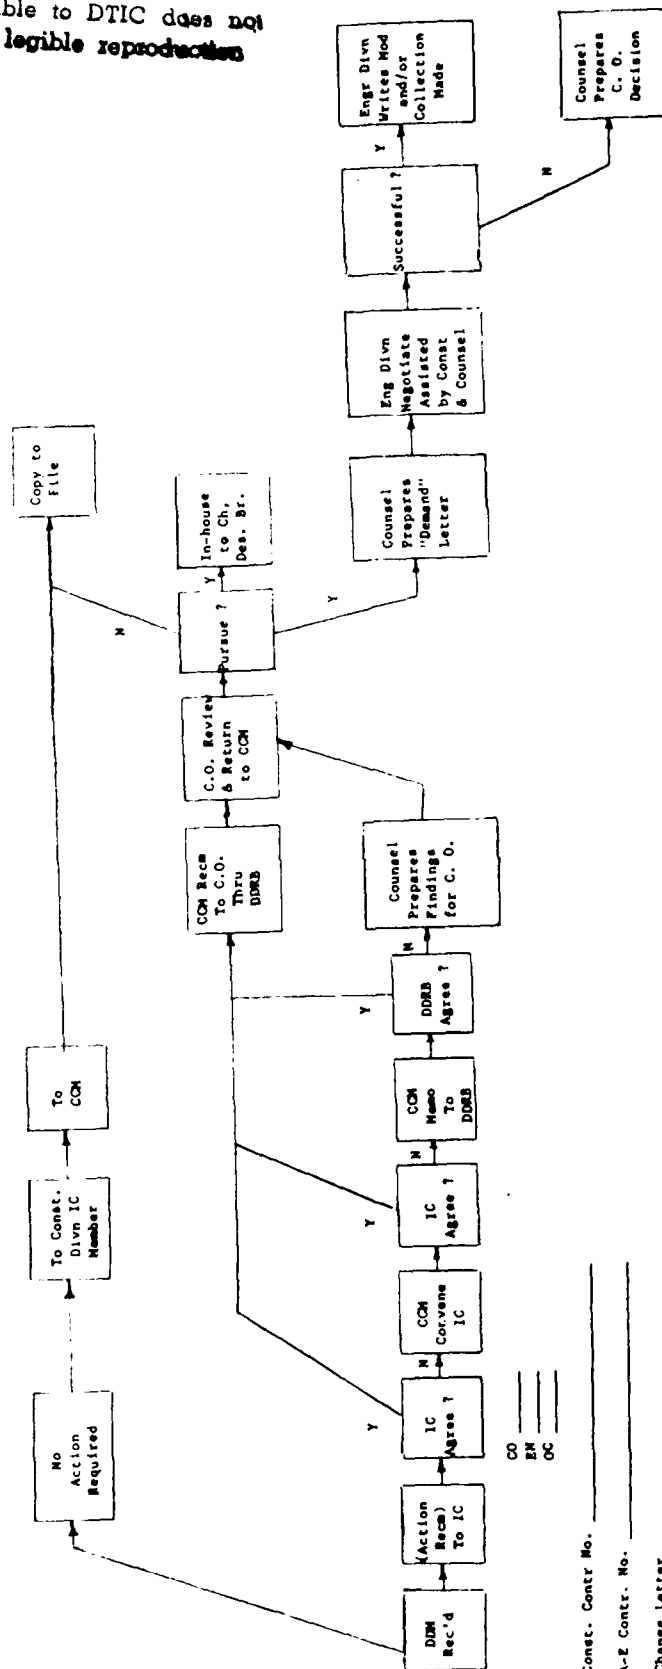 ble to DTIC does not
legible reproduction
DDM
Rec'd
No
Action
Required
To Const.
Divn IC
Member
To
CCM
Copy to
File
(Action
Recm)
To IC
IC
Agree ?
Y
N
CCM
Convene
IC
IC
Agree ?
Y
N
CCM
Memo
To
DDRB
DDRB
Agree ?
Y
N
Counsel
Prepares
Findings
for C. O.
CCM Recm
To C.O.
Thru
DDRB
C.O. Review
& Return
to CCM
Pursue ?
N
Y
Y
In-house
to Ch,
Des. Br.
Counsel
Prepares
"Demand"
Letter
Eng Divn
Negotiate
Assisted
by Const
& Counsel
Successful ?
Y
N
Engr Divn
Writes Mod
and/or
Collection
Made
Counsel
Prepares
C. O.
Decision
CO
EN
OC
Const. Contr No.
A-E Contr. No.
Change Letter